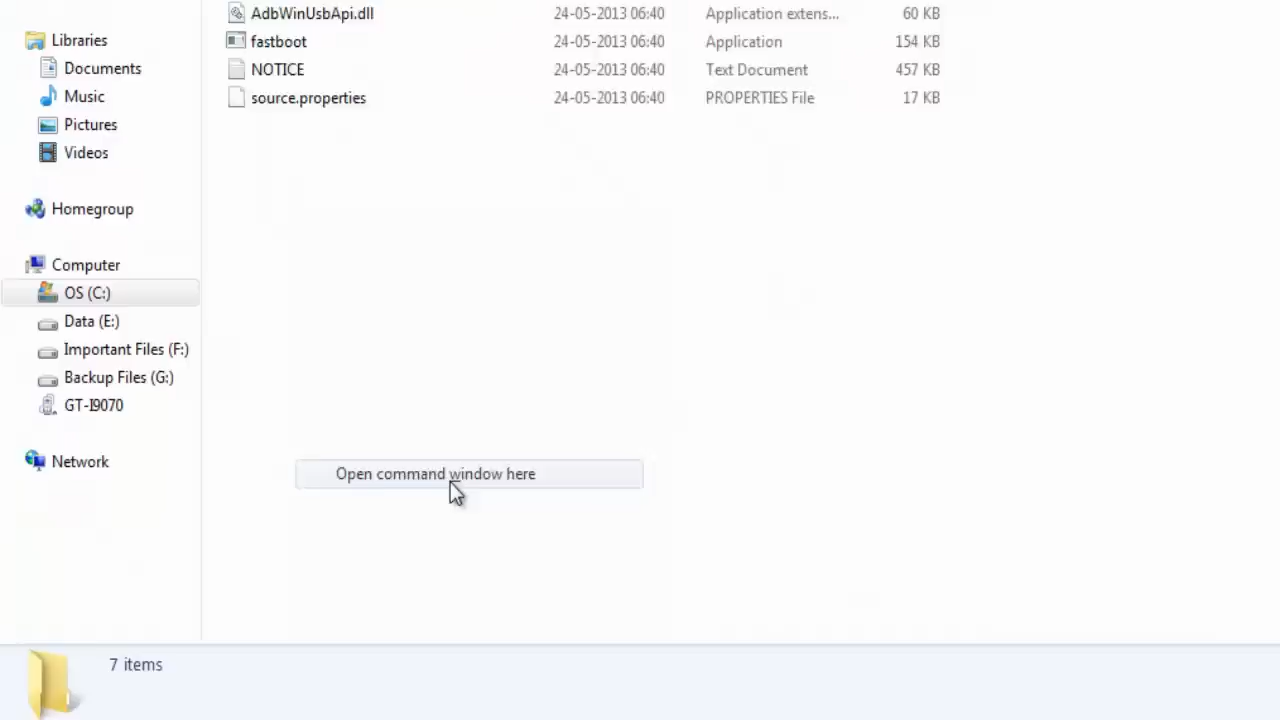 AdbWinUsbApi.dll 24-05-2013 06:40 Application extens... 60 KB
Libraries fastboot 24-05-2013 06:40 Application 154 KB
Documents NOTICE 24-05-2013 06:40 Text Document 457 KB
Music source.properties 24-05-2013 06:40 PROPERTIES File 17 KB
Pictures
Videos
Homegroup
Computer
OS (C:)
Data (E:)
Important Files (F:)
Backup Files (G:)
GT-I9070
Network
Open command window here
7 items